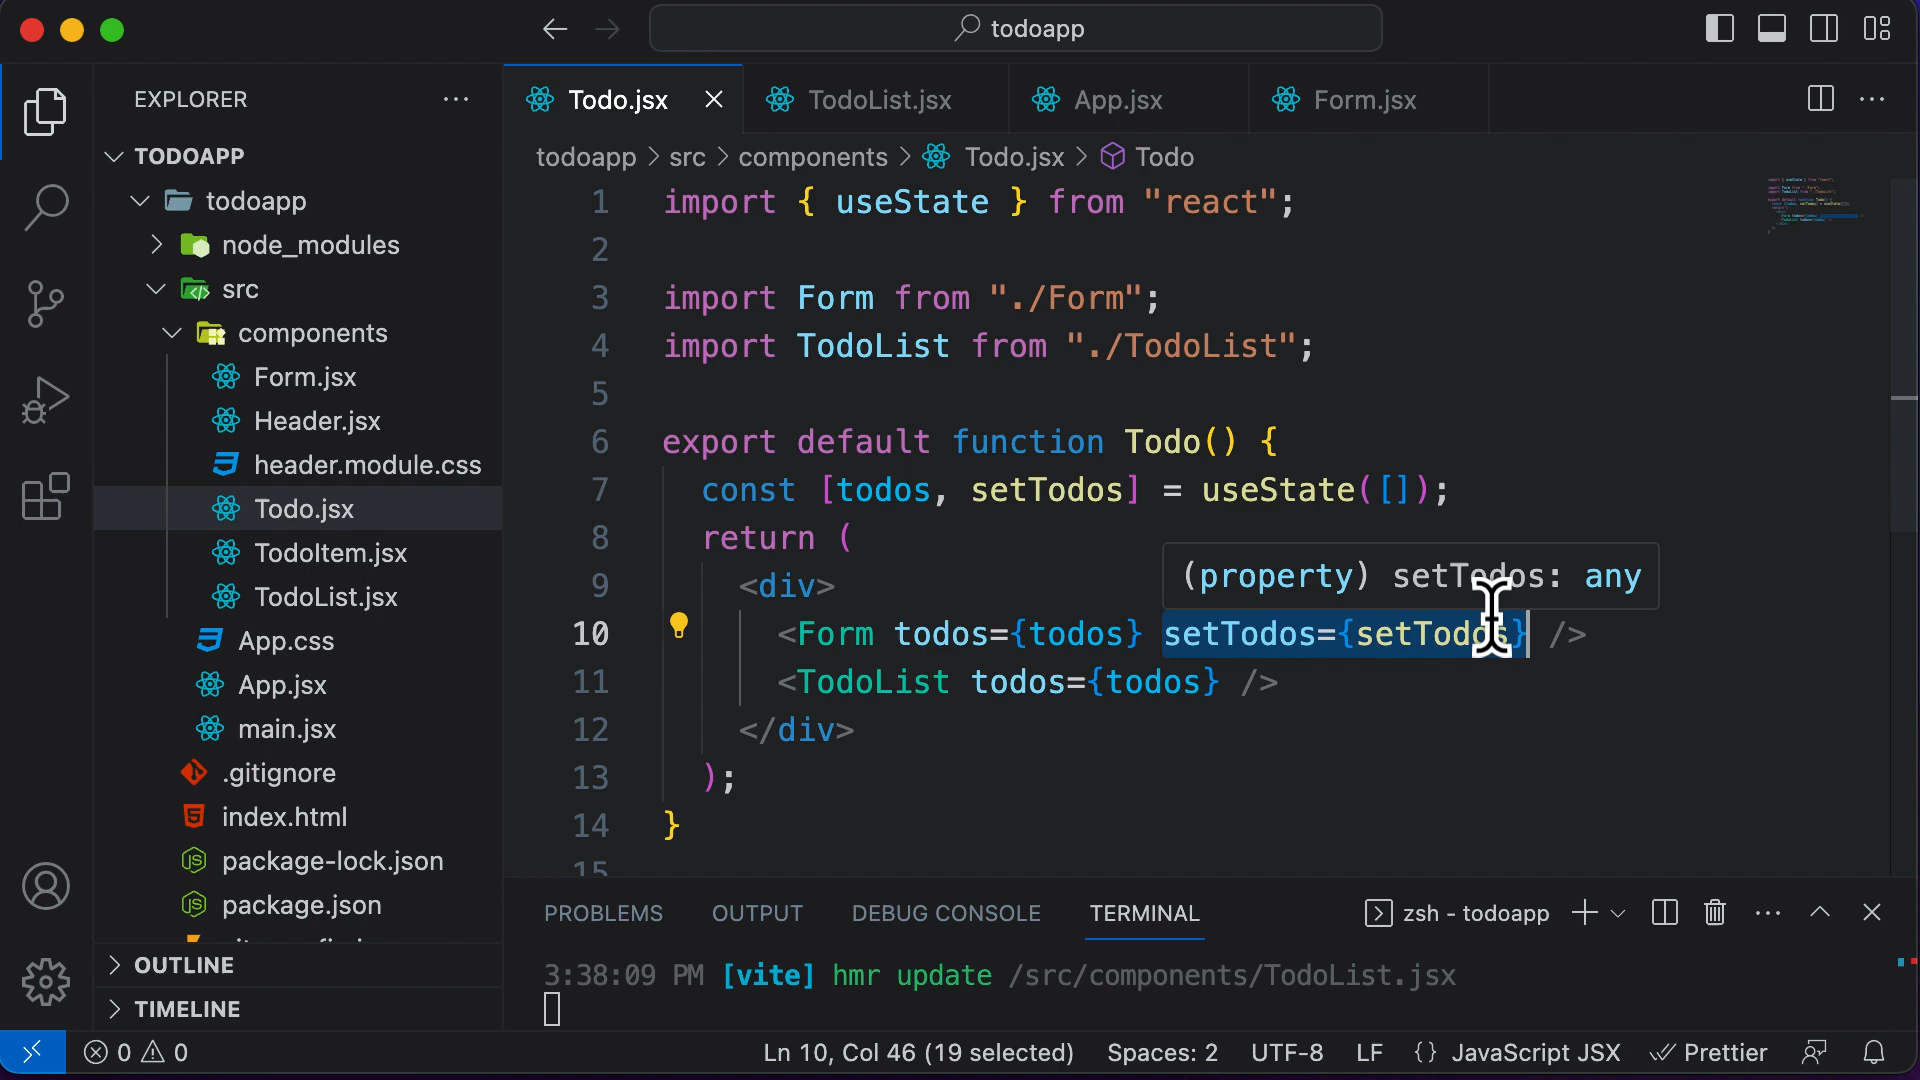 todoapp
EXPLORER
TODOAPP
todoapp
node_modules
src
components
Form.jsx
Header.jsx
header.module.css
Todo.jsx
TodoItem.jsx
TodoList.jsx
App.css
App.jsx
main.jsx
.gitignore
index.html
package-lock.json
package.json
OUTLINE
TIMELINE
Todo.jsx
TodoList.jsx
App.jsx
Form.jsx
todoapp > src > components > Todo.jsx > Todo
1 import { useState } from "react";
2
3 import Form from "./Form";
4 import TodoList from "./TodoList";
5
6 export default function Todo() {
7 const [todos, setTodos] = useState([]);
8 return (
(property) setTodos: any
9 <div>
10 <Form todos={todos} setTodos={setTodos} />
11 <TodoList todos={todos} />
12 </div>
13 );
14 }
15
PROBLEMS OUTPUT DEBUG CONSOLE TERMINAL zsh - todoapp
3:38:09 PM [vite] hmr update /src/components/TodoList.jsx
0 0 Ln 10, Col 46 (19 selected) Spaces: 2 UTF-8 LF {} JavaScript JSX Prettier